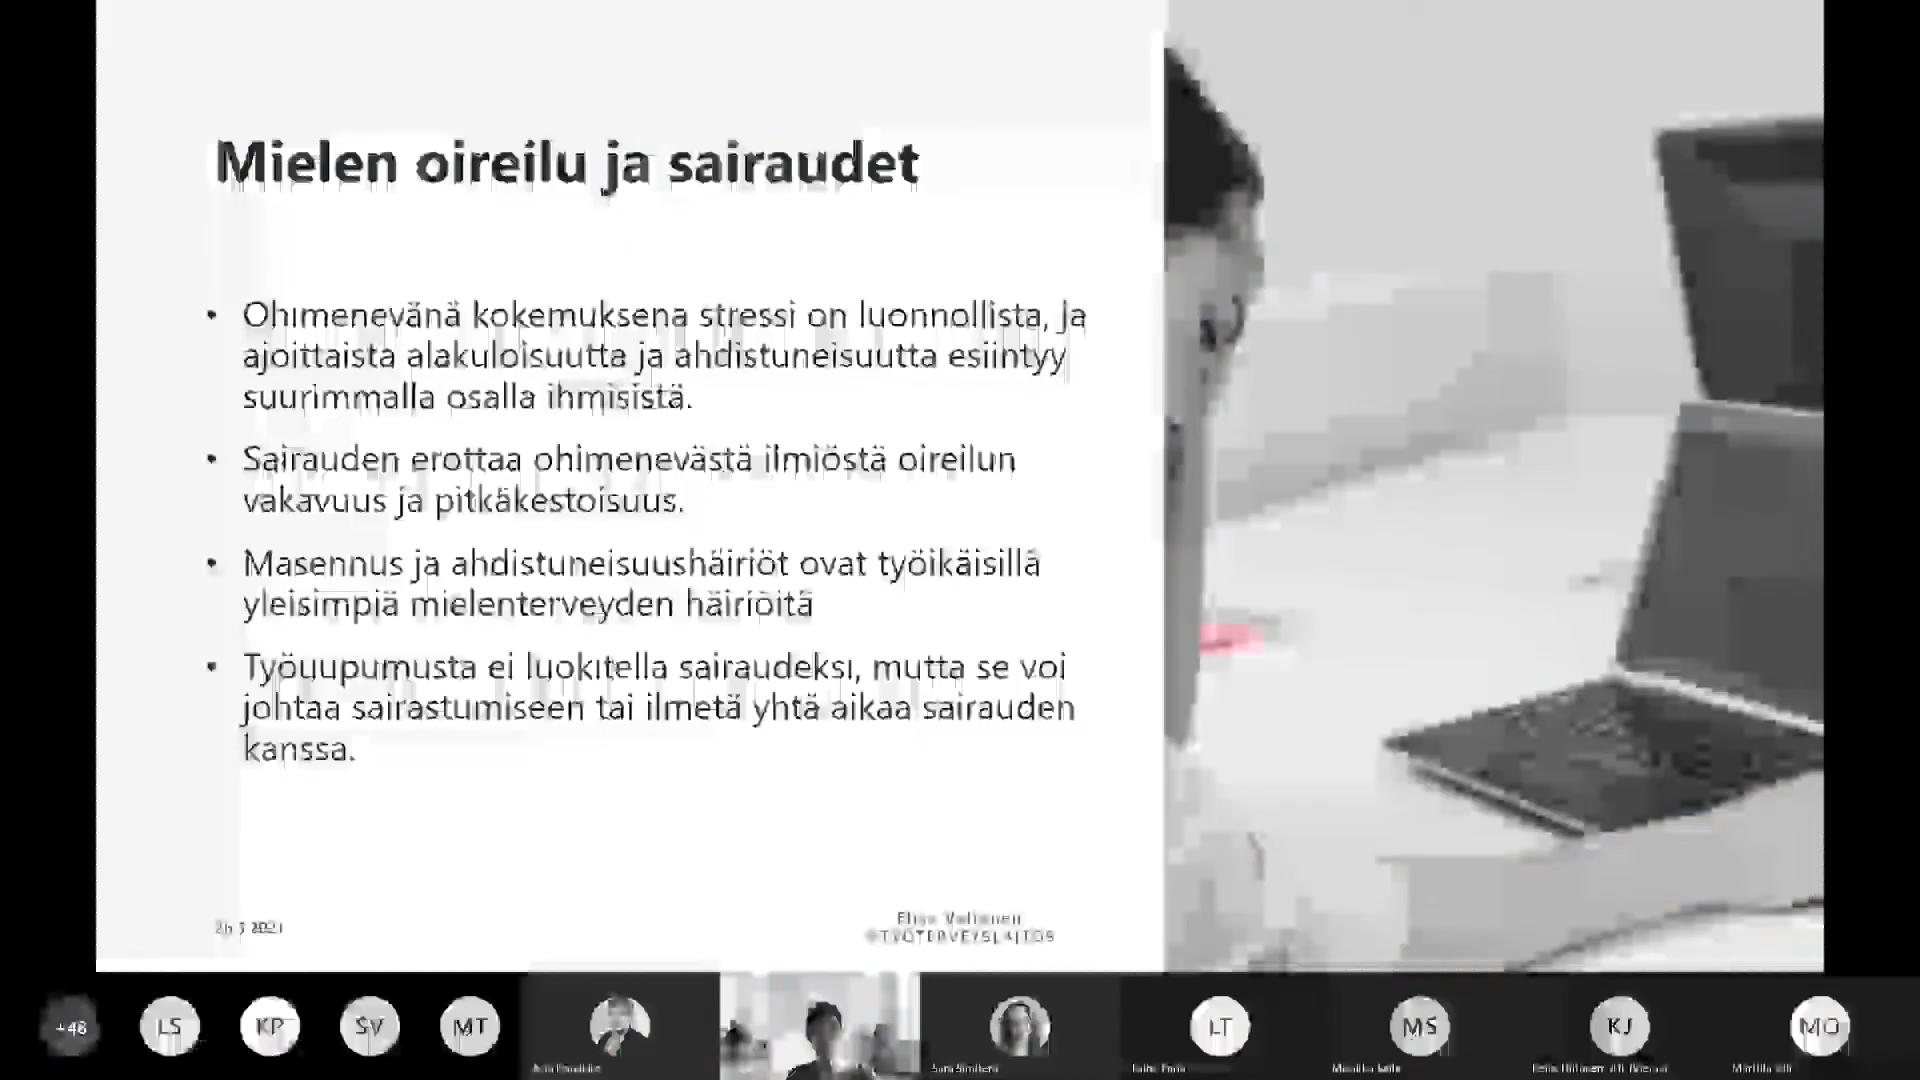 Mielen oireilu ja sairaudet
• Ohimenevänä kokemuksena stressi on luonnollista, ja
ajoittaista alakuloisuutta ja ahdistuneisuutta esiintyy
suurimmalla osalla ihmisistä.
• Sairauden erottaa ohimenevästä ilmiöstä oireilun
vakavuus ja pitkäkestoisuus.
• Masennus ja ahdistuneisuushäiriöt ovat työikäisillä
yleisimpiä mielenterveyden häiriöitä
• Työuupumusta ei luokitella sairaudeksi, mutta se voi
johtaa sairastumiseen tai ilmetä yhtä aikaa sairauden
kanssa.
2021
©TYÖTERVEYSLAITOS
+48 LS KP SV MT LT MS KJ MO